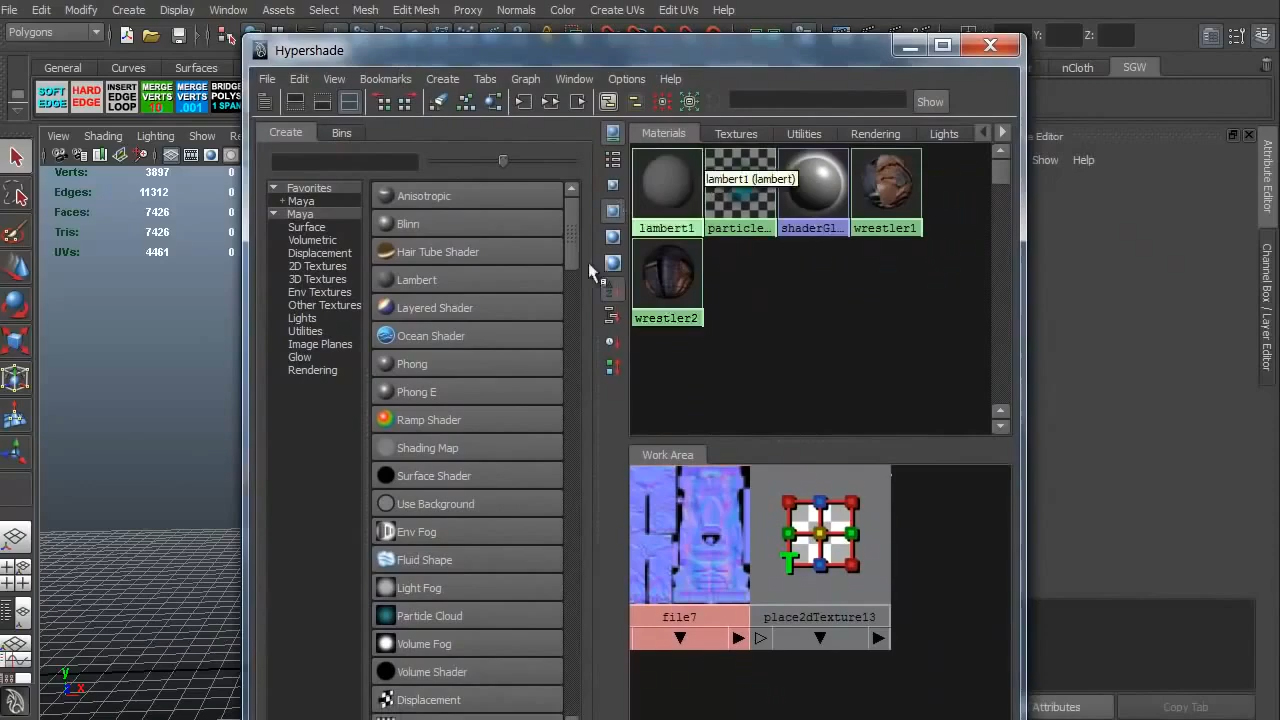 File Edit Modify Create Display Window Assets Select Mesh Edit Mesh Proxy Normals Color Create UVs Edit UVs Help
Polygons
Y: Z:
Hypershade
General Curves Surfaces nCloth SGW
File Edit View Bookmarks Create Tabs Graph Window Options Help
SOFT EDGE HARD EDGE INSERT EDGE LOOP MERGE VERTS 10 MERGE VERTS .001 BRIDGE POLYS 1 SPAN
Show
Create Bins
Materials Textures Utilities Rendering Lights
View Shading Lighting Show Re
e Editor
Show Help
Verts: 3897 0
Edges: 11312 0
Faces: 7426 0
Tris: 7426 0
UVs: 4461 0
Favorites
+ Maya
Maya
Surface
Volumetric
Displacement
2D Textures
3D Textures
Env Textures
Other Textures
Lights
Utilities
Image Planes
Glow
Rendering
Anisotropic
Blinn
Hair Tube Shader
Lambert
Layered Shader
Ocean Shader
Phong
Phong E
Ramp Shader
Shading Map
Surface Shader
Use Background
Env Fog
Fluid Shape
Light Fog
Particle Cloud
Volume Fog
Volume Shader
Displacement
lambert1 (lambert)
lambert1 particle... shaderGl... wrestler1
wrestler2
Work Area
file7 place2dTexture13
T
Attribute Editor
Channel Box / Layer Editor
y
z x
Attributes Copy Tab